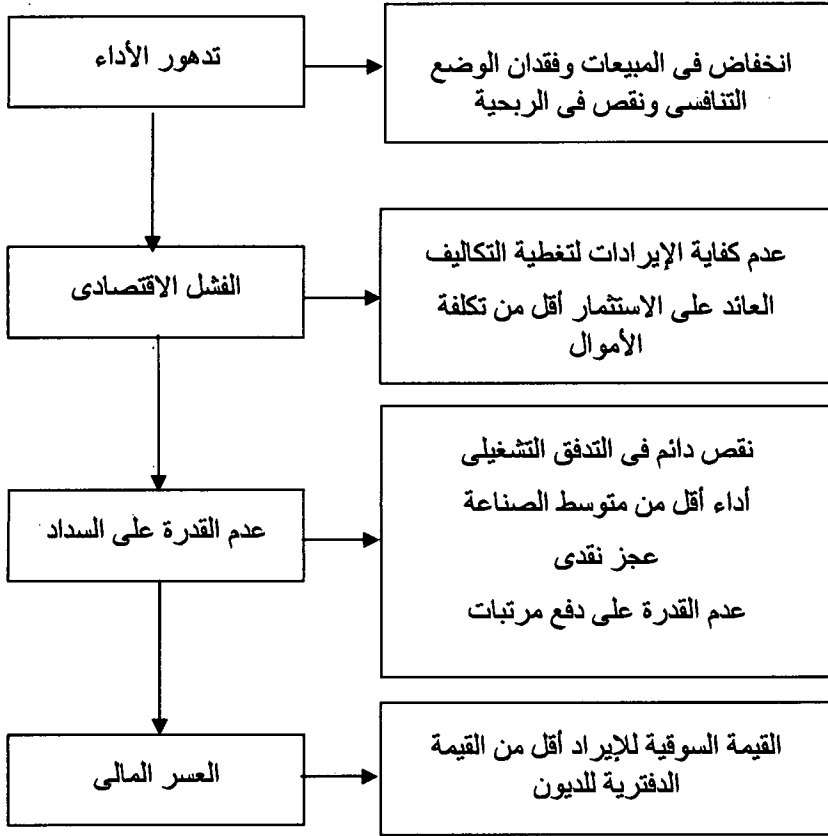 تدهور الأداء
انخفاض فى المبيعات وفقدان الوضع
التنافسى ونقص فى الربحية
الفشل الاقتصادى
عدم كفاية الإيرادات لتغطية التكاليف
العائد على الاستثمار أقل من تكلفة
الأموال
عدم القدرة على السداد
نقص دائم فى التدفق التشغيلى
أداء أقل من متوسط الصناعة
عجز نقدى
عدم القدرة على دفع مرتبات
العسر المالى
القيمة السوقية للإيراد أقل من القيمة
الدفترية للديون